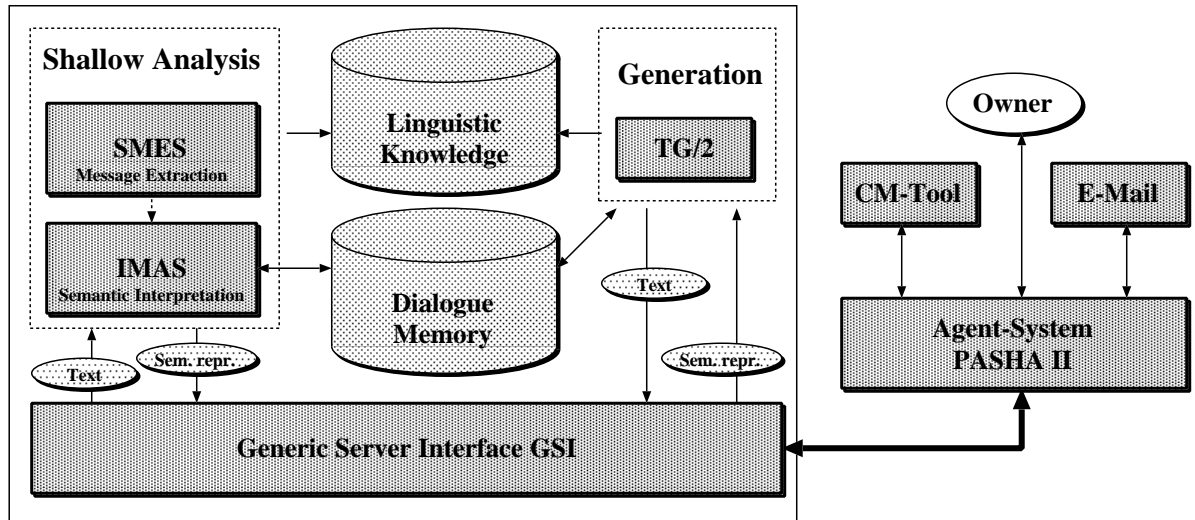 Shallow Analysis
SMES
Message Extraction
IMAS
Semantic Interpretation
Linguistic
Knowledge
Dialogue
Memory
Generation
TG/2
Text
Sem. repr.
Text
Sem. repr.
Generic Server Interface GSI
Owner
CM-Tool
E-Mail
Agent-System
PASHA II